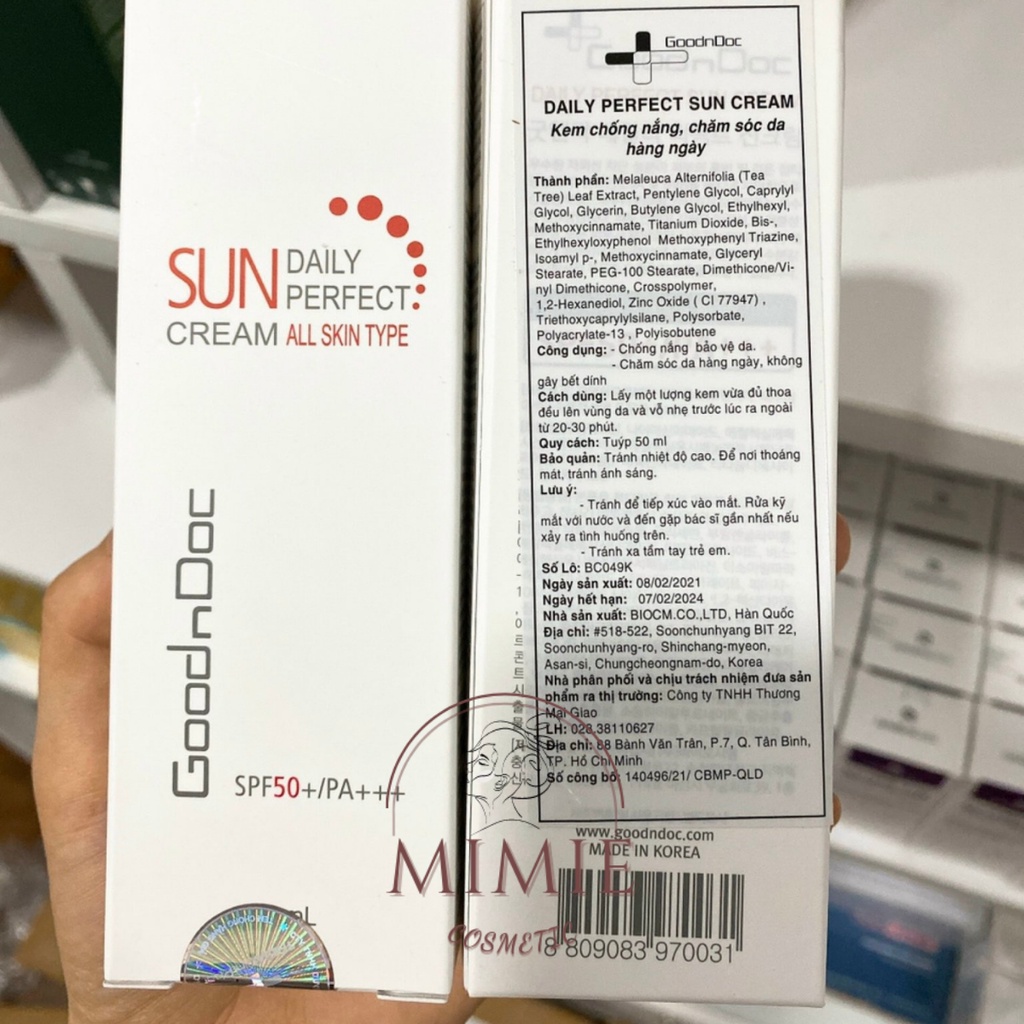 SUN DAILY
PERFECT
CREAM ALL SKIN TYPE
GoodnDoc
SPF50+/PA+++
mL
GoodnDoc
DAILY PERFECT SUN CREAM
Kem chống nắng, chăm sóc da
hàng ngày
Thành phần: Melaleuca Alternifolia (Tea
Tree) Leaf Extract, Pentylene Glycol, Caprylyl
Glycol, Glycerin, Butylene Glycol, Ethylhexyl,
Methoxycinnamate, Titanium Dioxide, Bis-,
Ethylhexyloxyphenol Methoxyphenyl Triazine,
Isoamyl p-, Methoxycinnamate, Glyceryl
Stearate, PEG-100 Stearate, Dimethicone/Vi-
nyl Dimethicone, Crosspolymer,
1,2-Hexanediol, Zinc Oxide ( CI 77947) ,
Triethoxycaprylylsilane, Polysorbate,
Polyacrylate-13 , Polyisobutene
Công dụng: - Chống nắng bảo vệ da.
- Chăm sóc da hàng ngày, không
gây bết dính
Cách dùng: Lấy một lượng kem vừa đủ thoa
đều lên vùng da và vỗ nhẹ trước lúc ra ngoài
từ 20-30 phút.
Quy cách: Tuýp 50 ml
Bảo quản: Tránh nhiệt độ cao. Để nơi thoáng
mát, tránh ánh sáng.
Lưu ý:
- Tránh để tiếp xúc vào mắt. Rửa kỹ
mắt với nước và đến gặp bác sĩ gần nhất nếu
xảy ra tình huống trên.
- Tránh xa tầm tay trẻ em.
Số Lô: BC049K
Ngày sản xuất: 08/02/2021
Ngày hết hạn: 07/02/2024
Nhà sản xuất: BIOCM.CO.,LTD, Hàn Quốc
Địa chỉ: #518-522, Soonchunhyang BIT 22,
Soonchunhyang-ro, Shinchang-myeon,
Asan-si, Chungcheongnam-do, Korea
Nhà phân phối và chịu trách nhiệm đưa sản
phẩm ra thị trường: Công ty TNHH Thương
Mại Giao
LH: 028.38110627
Địa chỉ: 88 Bành Văn Trân, P.7, Q. Tân Bình,
TP. Hồ Chí Minh
Số công bố: 140496/21/ CBMP-QLD
www.goodndoc.com
MADE IN KOREA
8 809083 970031
MIMIE
COSMETIC